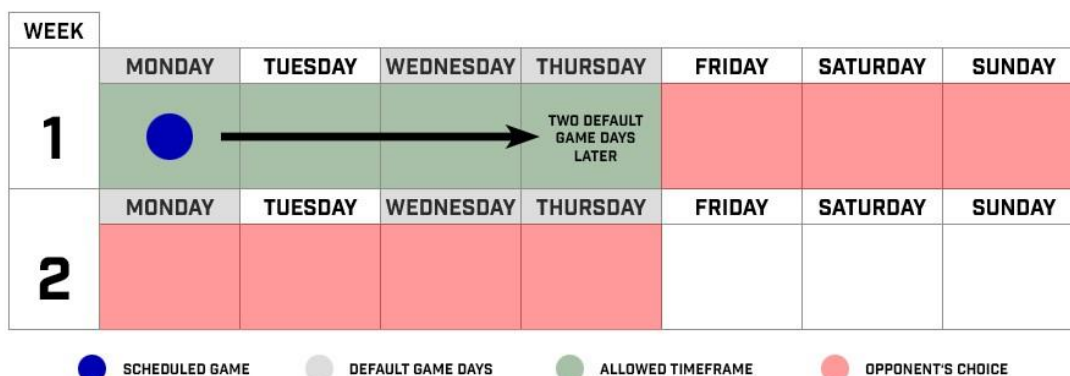 WEEK
MONDAY TUESDAY WEDNESDAY THURSDAY FRIDAY SATURDAY SUNDAY
1
TWO DEFAULT
GAME DAYS
LATER
MONDAY TUESDAY WEDNESDAY THURSDAY FRIDAY SATURDAY SUNDAY
2
SCHEDULED GAME DEFAULT GAME DAYS ALLOWED TIMEFRAME OPPONENT'S CHOICE